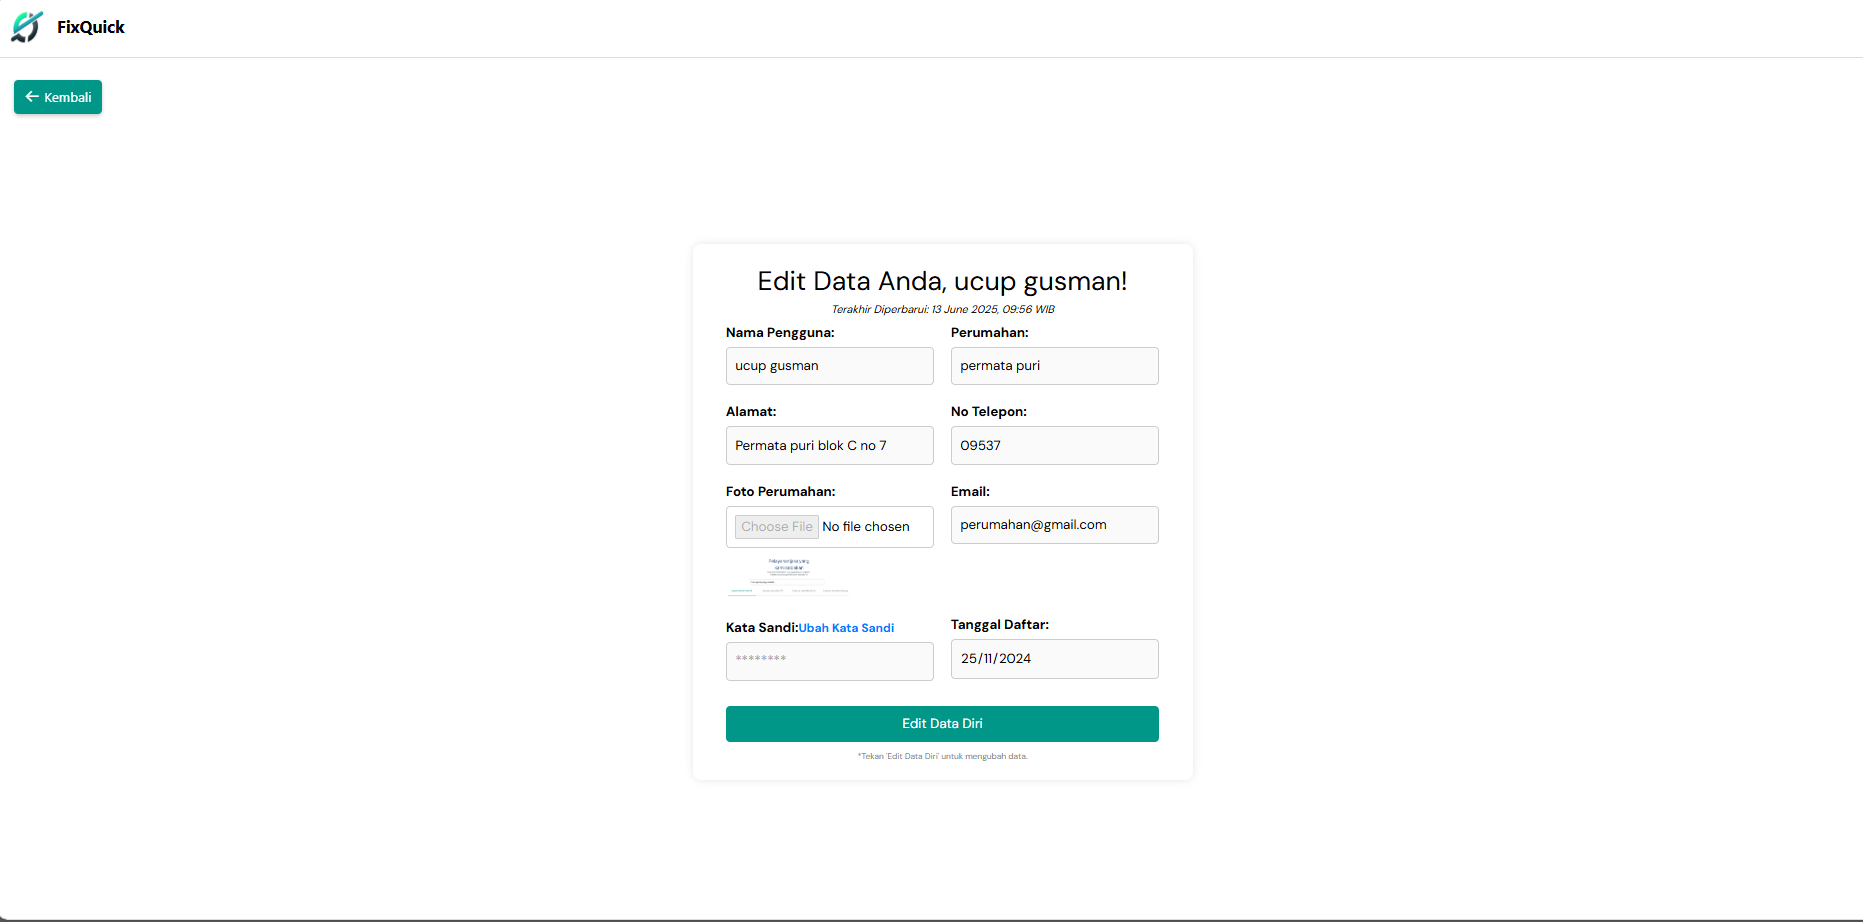 FixQuick
Kembali
Edit Data Anda, ucup gusman!
Terakhir Diperbarui: 13 June 2025, 09:56 WIB
Nama Pengguna:
Perumahan:
ucup gusman
permata puri
Alamat:
No Telepon:
Permata puri blok C no 7
09537
Foto Perumahan:
Email:
Choose File No file chosen
perumahan@gmail.com
Kata Sandi:Ubah Kata Sandi
Tanggal Daftar:
********
25/11/2024
Edit Data Diri
*Tekan 'Edit Data Diri' untuk mengubah data.